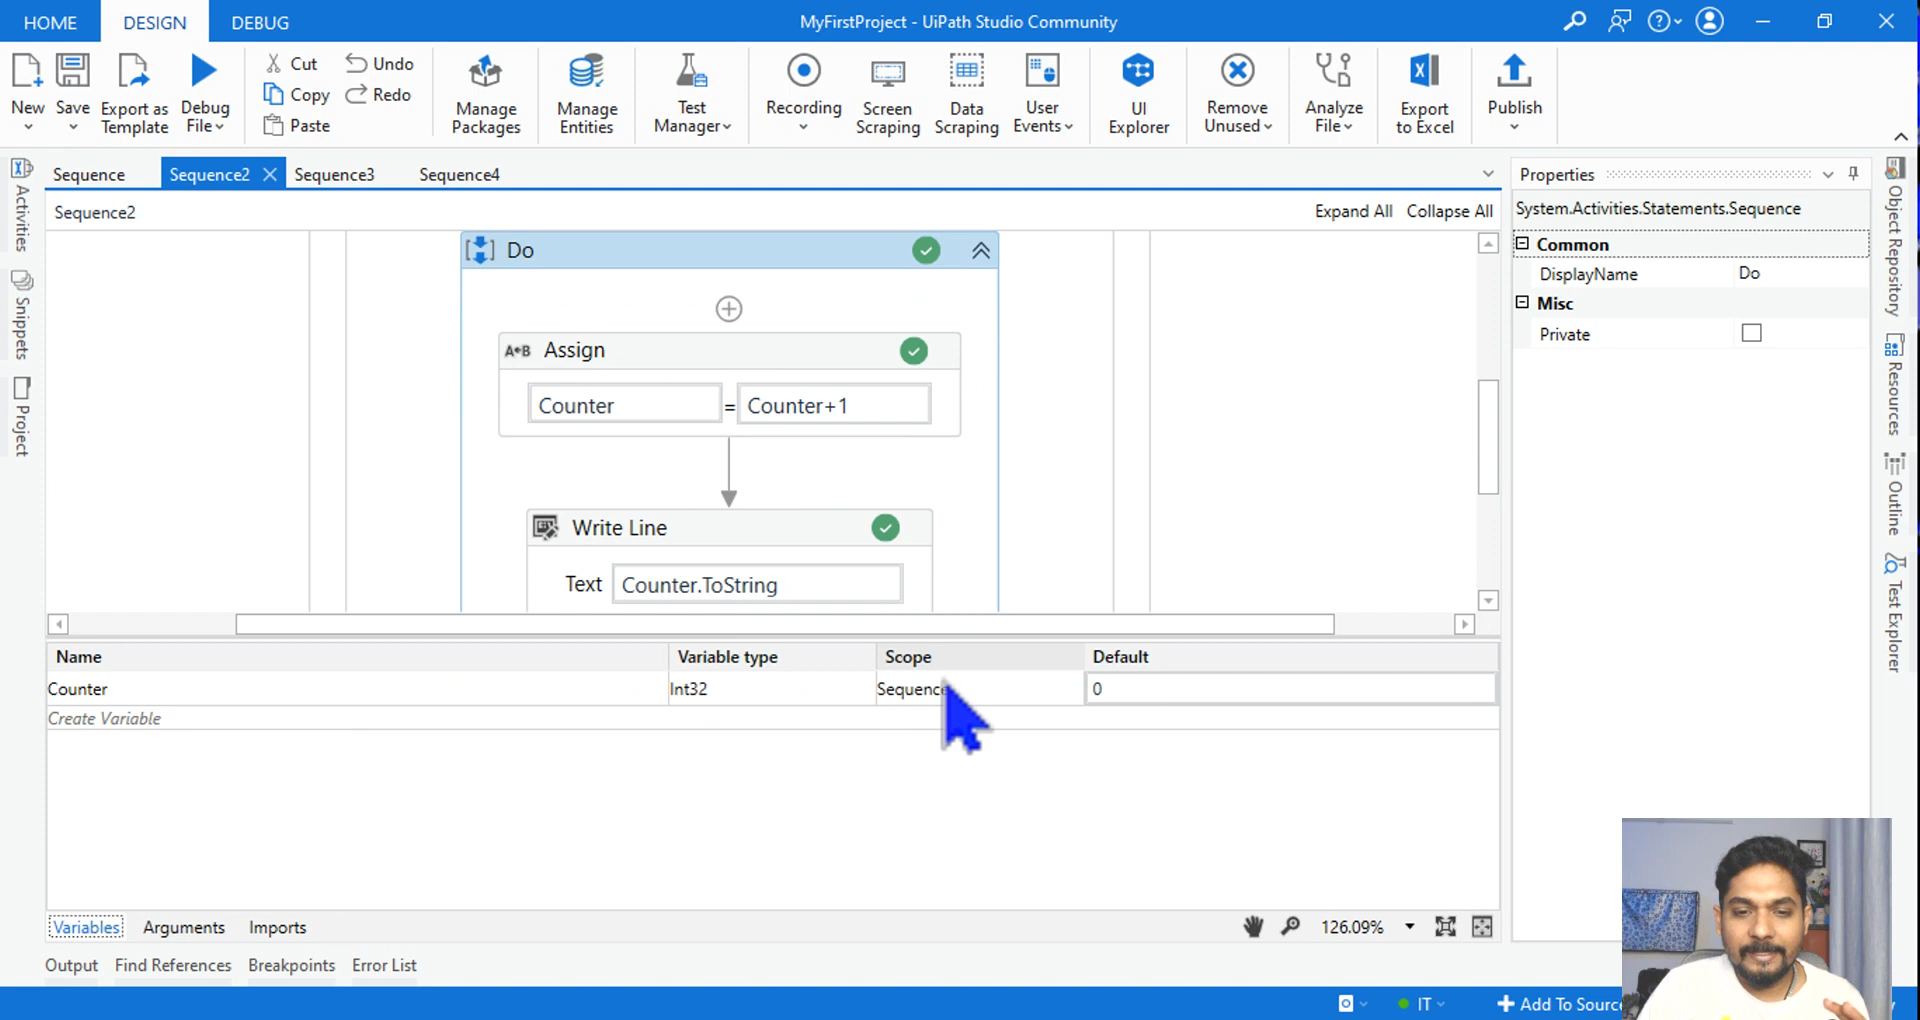 HOME DESIGN DEBUG MyFirstProject - UiPath Studio Community
New Save Export as Template Debug File
Cut Copy Paste Undo Redo
Manage Packages Manage Entities Test Manager Recording Screen Scraping Data Scraping User Events UI Explorer Remove Unused Analyze File Export to Excel Publish
Activities
Snippets
Project
Sequence Sequence2 Sequence3 Sequence4
Sequence2 Expand All Collapse All
Do
A B Assign
Counter = Counter+1
Write Line
Text Counter.ToString
Name Variable type Scope Default
Counter Int32 Sequence 0
Create Variable
Variables Arguments Imports 126.09%
Output Find References Breakpoints Error List
Properties
System.Activities.Statements.Sequence
Common
DisplayName Do
Misc
Private
Object Repository
Resources
Outline
Test Explorer
IT Add To Sourc